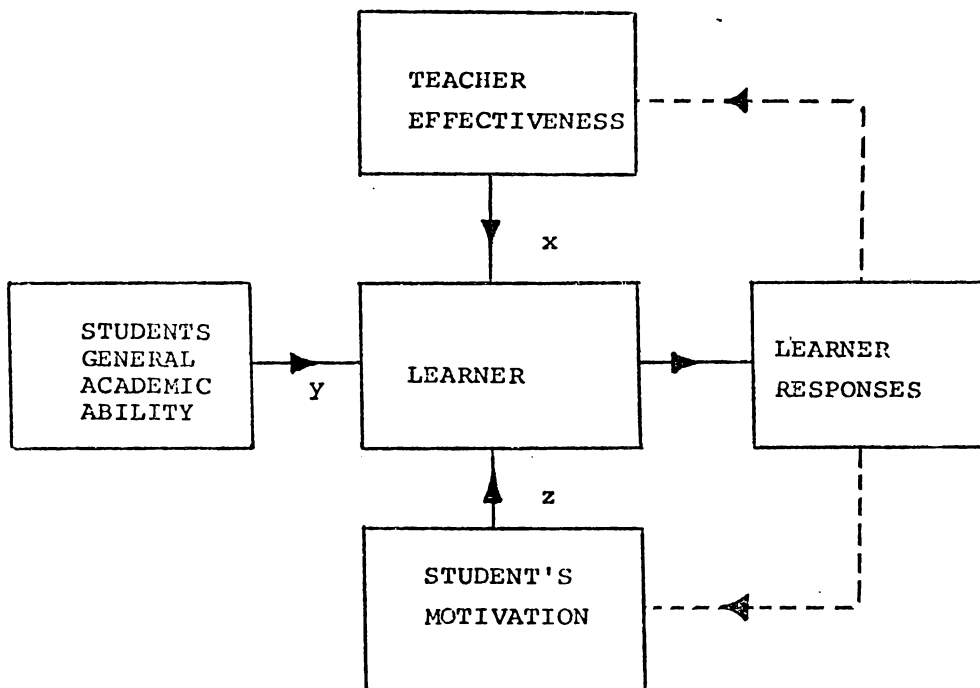 TEACHER
EFFECTIVENESS
x
STUDENTS
GENERAL
ACADEMIC
ABILITY
y
LEARNER
LEARNER
RESPONSES
z
STUDENT'S
MOTIVATION